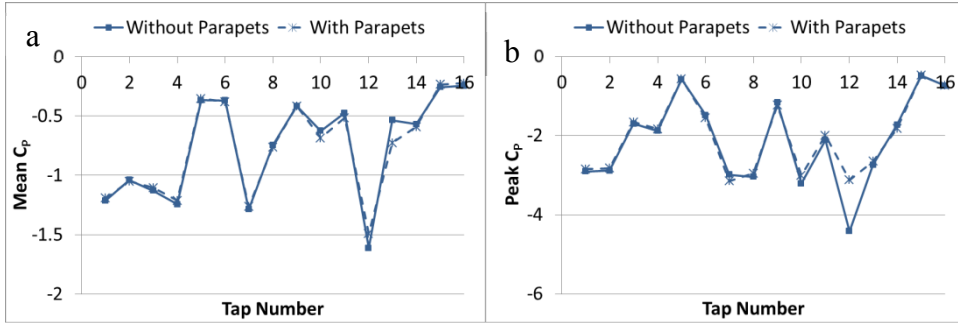 a
Without Parapets
With Parapets
0
-0.5
-1
-1.5
-2
0 2 4 6 8 10 12 14 16
Mean CP
Tap Number
b
Without Parapets
With Parapets
0
-2
-4
-6
0 2 4 6 8 10 12 14 16
Peak CP
Tap Number